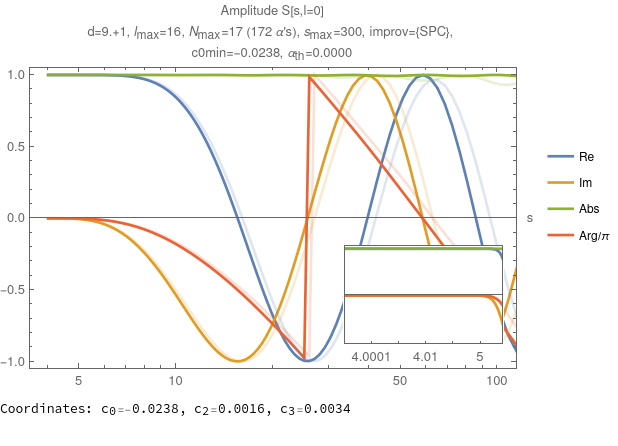 Amplitude S[s,l=0]
d=9.+1, lmax=16, Nmax=17 (172 α's), smax=300, improv={SPC},
c0min=-0.0238, αth=0.0000
1.0
0.5
0.0
-0.5
-1.0
s
Re
Im
Abs
Arg/π
4.0001 4.01 5
5 10 50 100
Coordinates: c0=-0.0238, c2=0.0016, c3=0.0034